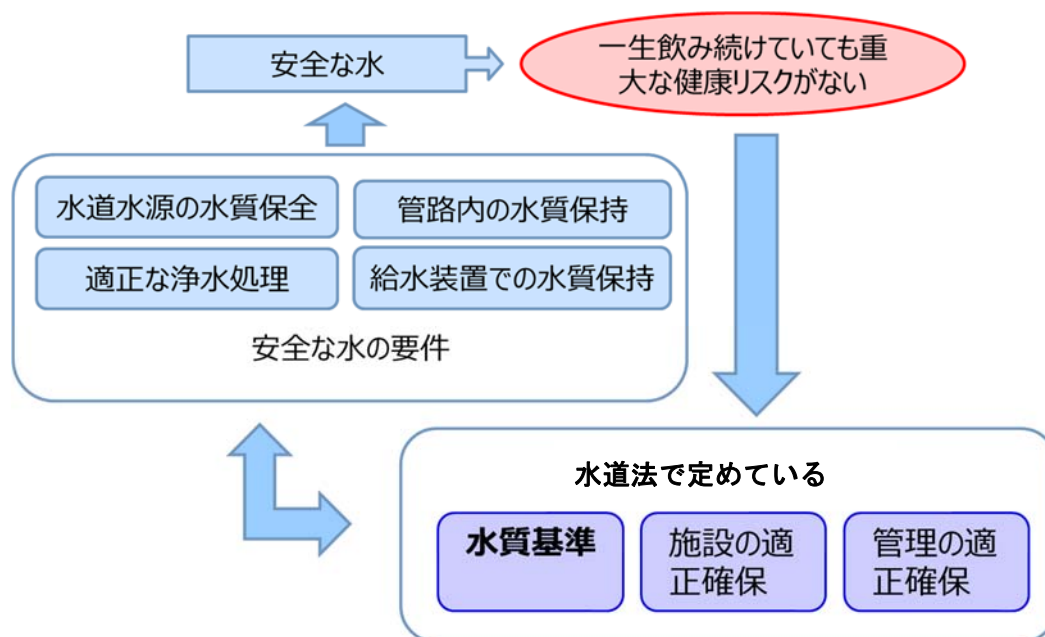 安全な水
一生飲み続けていても重
大な健康リスクがない
水道水源の水質保全
管路内の水質保持
適正な浄水処理
給水装置での水質保持
安全な水の要件
水道法で定めている
水質基準
施設の適
正確保
管理の適
正確保